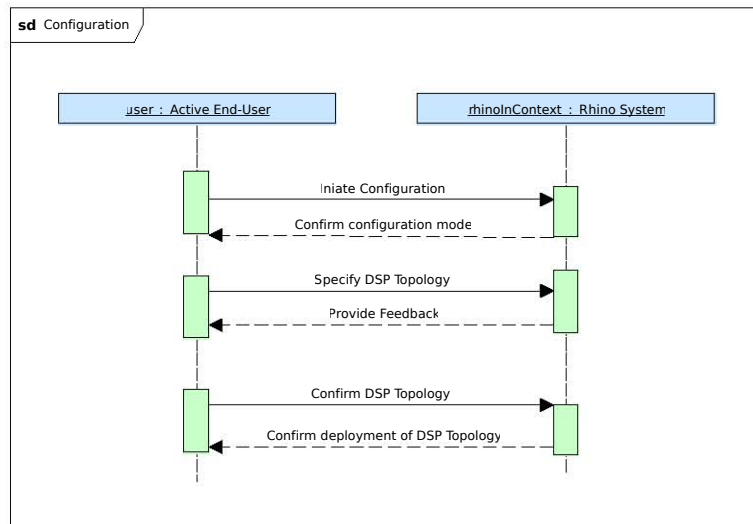 sd Configuration
user : Active End-User
rhinoInContext : Rhino System
Iniate Configuration
Confirm configuration mode
Specify DSP Topology
Provide Feedback
Confirm DSP Topology
Confirm deployment of DSP Topology